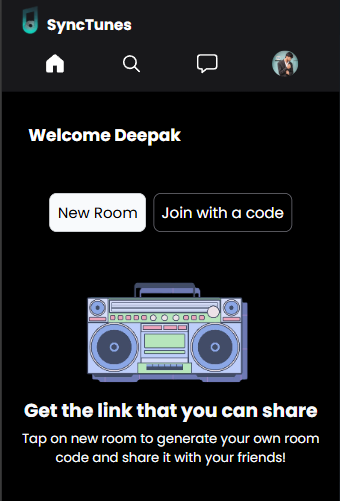 SyncTunes
Welcome Deepak
New Room
Join with a code
Get the link that you can share
Tap on new room to generate your own room
code and share it with your friends!